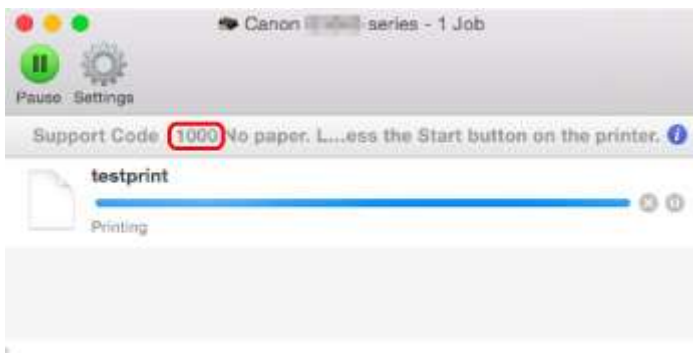 Canon series - 1 Job
Pause Settings
Support Code 1000 No paper. L...ess the Start button on the printer.
testprint
Printing